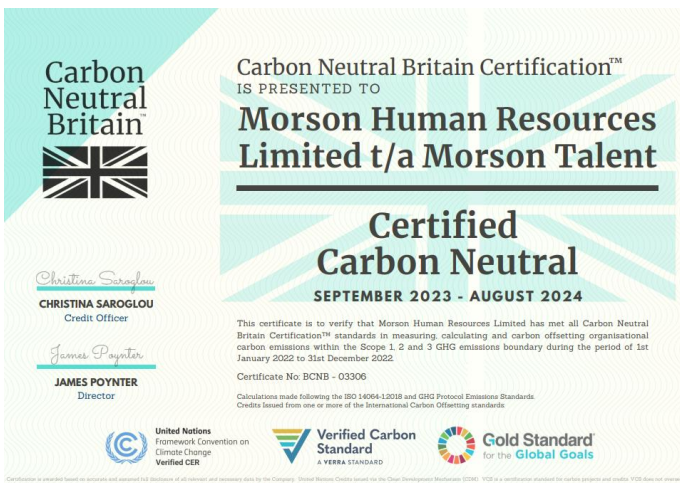 Carbon
Neutral
Britain™
Carbon Neutral Britain Certification™
IS PRESENTED TO
Morson Human Resources
Limited t/a Morson Talent
Certified
Carbon Neutral
SEPTEMBER 2023 - AUGUST 2024
Christina Saroglou
CHRISTINA SAROGLOU
Credit Officer
James Poynter
JAMES POYNTER
Director
This certificate is to verify that Morson Human Resources Limited has met all Carbon Neutral
Britain Certification™ standards in measuring, calculating and carbon offsetting organisational
carbon emissions within the Scope 1, 2 and 3 GHG emissions boundary during the period of 1st
January 2022 to 31st December 2022
Certificate No: BCNB - 03306
Calculations made following the ISO 14064-1:2018 and GHG Protocol Emissions Standards
Credits Issued from one or more of the International Carbon Offsetting standards:
United Nations
Framework Convention on
Climate Change
Verified CER
Verified Carbon
Standard
A VERRA STANDARD
Gold Standard
for the Global Goals